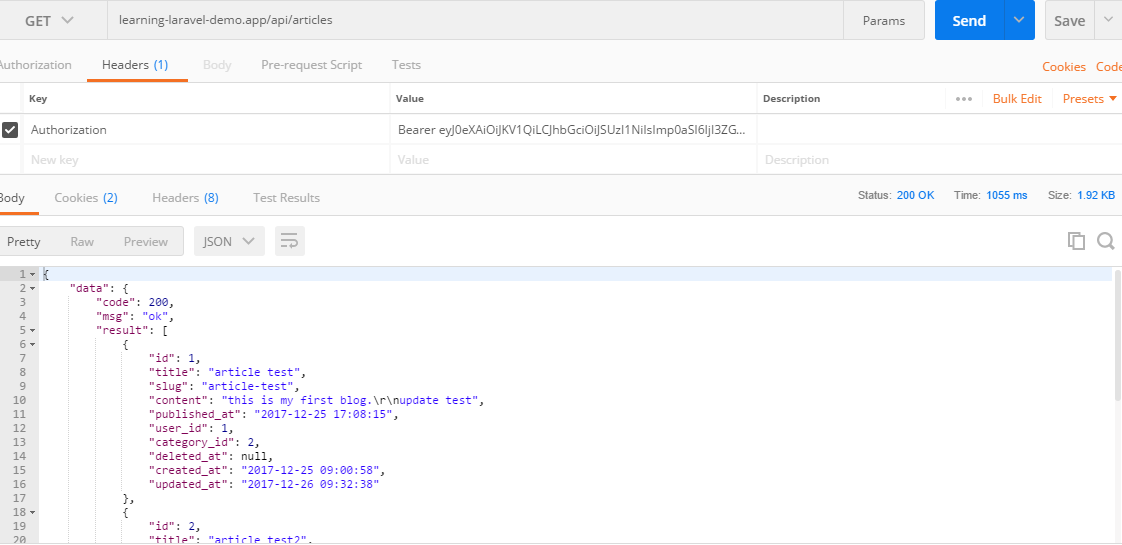 GET learning-laravel-demo.app/api/articles Params Send Save
Authorization Headers (1) Body Pre-request Script Tests Cookies Code
Key Value Description Bulk Edit Presets
Authorization Bearer eyJ0eXAiOiJKV1QiLCJhbGciOiJSUzI1NiIsImp0aSI6IjI3ZG...
New key Value Description
Body Cookies (2) Headers (8) Test Results Status: 200 OK Time: 1055 ms Size: 1.92 KB
Pretty Raw Preview JSON
1 {
2 "data": {
3 "code": 200,
4 "msg": "ok",
5 "result": [
6 {
7 "id": 1,
8 "title": "article test",
9 "slug": "article-test",
10 "content": "this is my first blog.\r\nupdate test",
11 "published_at": "2017-12-25 17:08:15",
12 "user_id": 1,
13 "category_id": 2,
14 "deleted_at": null,
15 "created_at": "2017-12-25 09:00:58",
16 "updated_at": "2017-12-26 09:32:38"
17 },
18 {
19 "id": 2,
20 "title": "article test2",